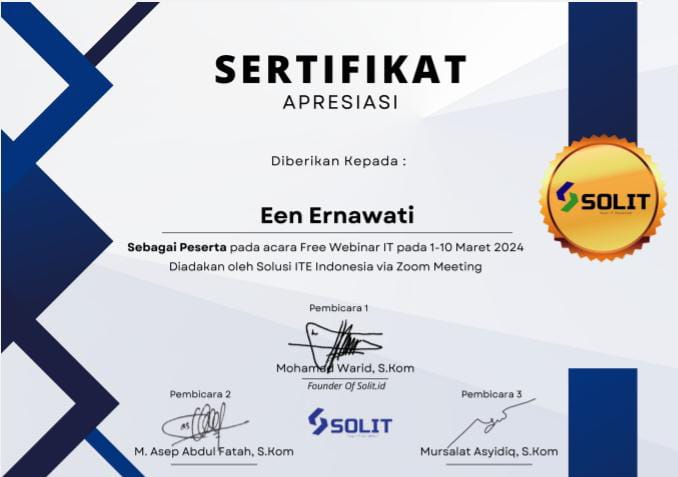 SERTIFIKAT
APRESIASI
Diberikan Kepada :
Een Ernawati
Sebagai Peserta pada acara Free Webinar IT pada 1-10 Maret 2024
Diadakan oleh Solusi ITE Indonesia via Zoom Meeting
SOLIT
Pembicara 1
Mohamad Warid, S.Kom
Founder Of Solit.id
Pembicara 2
M. Asep Abdul Fatah, S.Kom
SOLIT
Pembicara 3
Mursalat Asyidiq, S.Kom